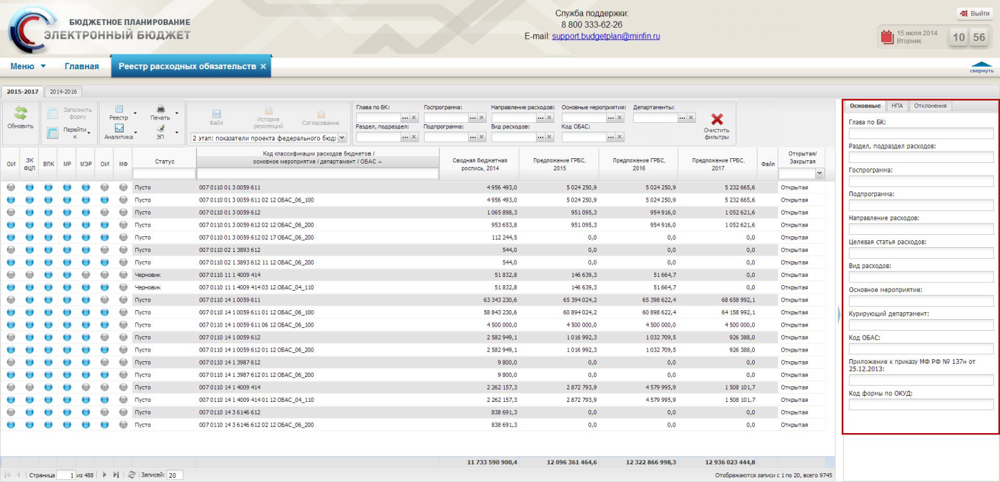 БЮДЖЕТНОЕ ПЛАНИРОВАНИЕ
ЭЛЕКТРОННЫЙ БЮДЖЕТ
Служба поддержки:
8 800 333-62-26
E-mail: support.budgetplan@minfin.ru
Выйти
15 июля 2014
Вторник
10 56
Меню Главная Реестр расходных обязательств ×
свернуть
2015-2017 2014-2016
Обновить
Заполнить
форму
Перейти
к
Реестр
Аналитика
Печать
ЭП
Файл
История
резолюций
Согласование
2 этап: показатели проекта федерального бюд
Глава по БК: Госпрограмма: Направление расходов: Основные мероприятия: Департаменты:
Раздел, подраздел: Подпрограмма: Вид расходов: Код ОБАС:
Очистить
фильтры
ОИ ЗК ФЦП ВПК МР МЭР ОИ МФ Статус
Код классификации расходов бюджетов /
основное мероприятие / департамент / ОБАС
Сводная бюджетная
роспись, 2014
Предложение ГРБС,
2015
Предложение ГРБС,
2016
Предложение ГРБС,
2017
Файл
Открытая/
Закрытая
Пусто 007 0110 01 3 0059 611 4 956 493,0 5 024 250,9 5 024 250,9 5 232 665,6 Открытая
Пусто 007 0110 01 3 0059 611 02 12 ОБАС_06_100 4 956 493,0 5 024 250,9 5 024 250,9 5 232 665,6 Открытая
Пусто 007 0110 01 3 0059 612 1 065 898,3 951 095,3 954 916,0 1 052 621,6 Открытая
Пусто 007 0110 01 3 0059 612 02 12 ОБАС_06_200 953 653,8 951 095,3 954 916,0 1 052 621,6 Открытая
Пусто 007 0110 01 3 0059 612 02 17 ОБАС_06_200 112 244,5 0,0 0,0 0,0 Открытая
Пусто 007 0110 02 1 3893 612 544,0 0,0 0,0 0,0 Открытая
Пусто 007 0110 02 1 3893 612 11 12 ОБАС_06_200 544,0 0,0 0,0 0,0 Открытая
Черновик 007 0110 11 1 4009 414 51 832,8 146 639,3 51 664,7 0,0 Открытая
Черновик 007 0110 11 1 4009 414 03 12 ОБАС_04_110 51 832,8 146 639,3 51 664,7 0,0 Открытая
Пусто 007 0110 14 1 0059 611 63 343 230,6 65 394 024,2 65 398 622,4 68 658 992,1 Открытая
Пусто 007 0110 14 1 0059 611 01 12 ОБАС_06_100 58 843 230,6 60 894 024,2 60 898 622,4 64 158 992,1 Открытая
Пусто 007 0110 14 1 0059 611 06 12 ОБАС_06_100 4 500 000,0 4 500 000,0 4 500 000,0 4 500 000,0 Открытая
Пусто 007 0110 14 1 0059 612 2 582 949,1 1 016 992,3 1 032 709,5 926 388,0 Открытая
Пусто 007 0110 14 1 0059 612 01 12 ОБАС_06_200 2 582 949,1 1 016 992,3 1 032 709,5 926 388,0 Открытая
Пусто 007 0110 14 1 3987 612 9 800,0 0,0 0,0 0,0 Открытая
Пусто 007 0110 14 1 3987 612 01 12 ОБАС_06_200 9 800,0 0,0 0,0 0,0 Открытая
Пусто 007 0110 14 1 4009 414 2 262 157,3 2 872 793,9 4 579 995,9 1 508 101,7 Открытая
Пусто 007 0110 14 1 4009 414 01 12 ОБАС_04_110 2 262 157,3 2 872 793,9 4 579 995,9 1 508 101,7 Открытая
Пусто 007 0110 14 3 6146 612 838 691,3 0,0 0,0 0,0 Открытая
Пусто 007 0110 14 3 6146 612 02 12 ОБАС_06_200 838 691,3 0,0 0,0 0,0 Открытая
11 733 590 900,4 12 096 361 464,6 12 322 866 998,3 12 936 023 444,8
Страница 1 из 488 Записей: 20 Отображаются записи с 1 по 20, всего 9745
Основные НПА Отклонения
Глава по БК:
Раздел, подраздел расходов:
Госпрограмма:
Подпрограмма:
Направление расходов:
Целевая статья расходов:
Вид расходов:
Основное мероприятие:
Курирующий департамент:
Код ОБАС:
Приложение к приказу МФ РФ № 137н от
25.12.2013:
Код формы по ОКУД: